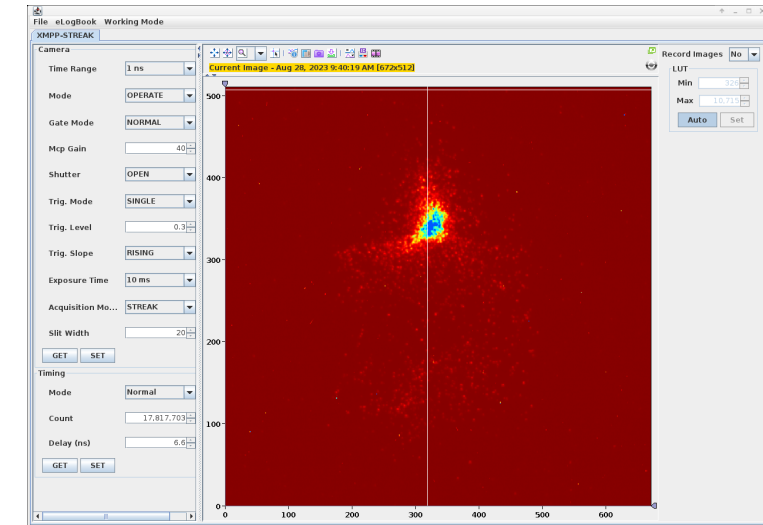 File eLogBook Working Mode
XMPP-STREAK
Camera
Time Range 1 ns
Mode OPERATE
Gate Mode NORMAL
Mcp Gain 40
Shutter OPEN
Trig. Mode SINGLE
Trig. Level 0.3
Trig. Slope RISING
Exposure Time 10 ms
Acquisition Mo... STREAK
Slit Width 20
GET SET
Timing
Mode Normal
Count 17,817,703
Delay (ns) 6.6
GET SET
Current Image - Aug 28, 2023 9:40:19 AM [672x512]
500
400
300
200
100
0
0 100 200 300 400 500 600
Record Images No
LUT
Min 326
Max 10,715
Auto Set